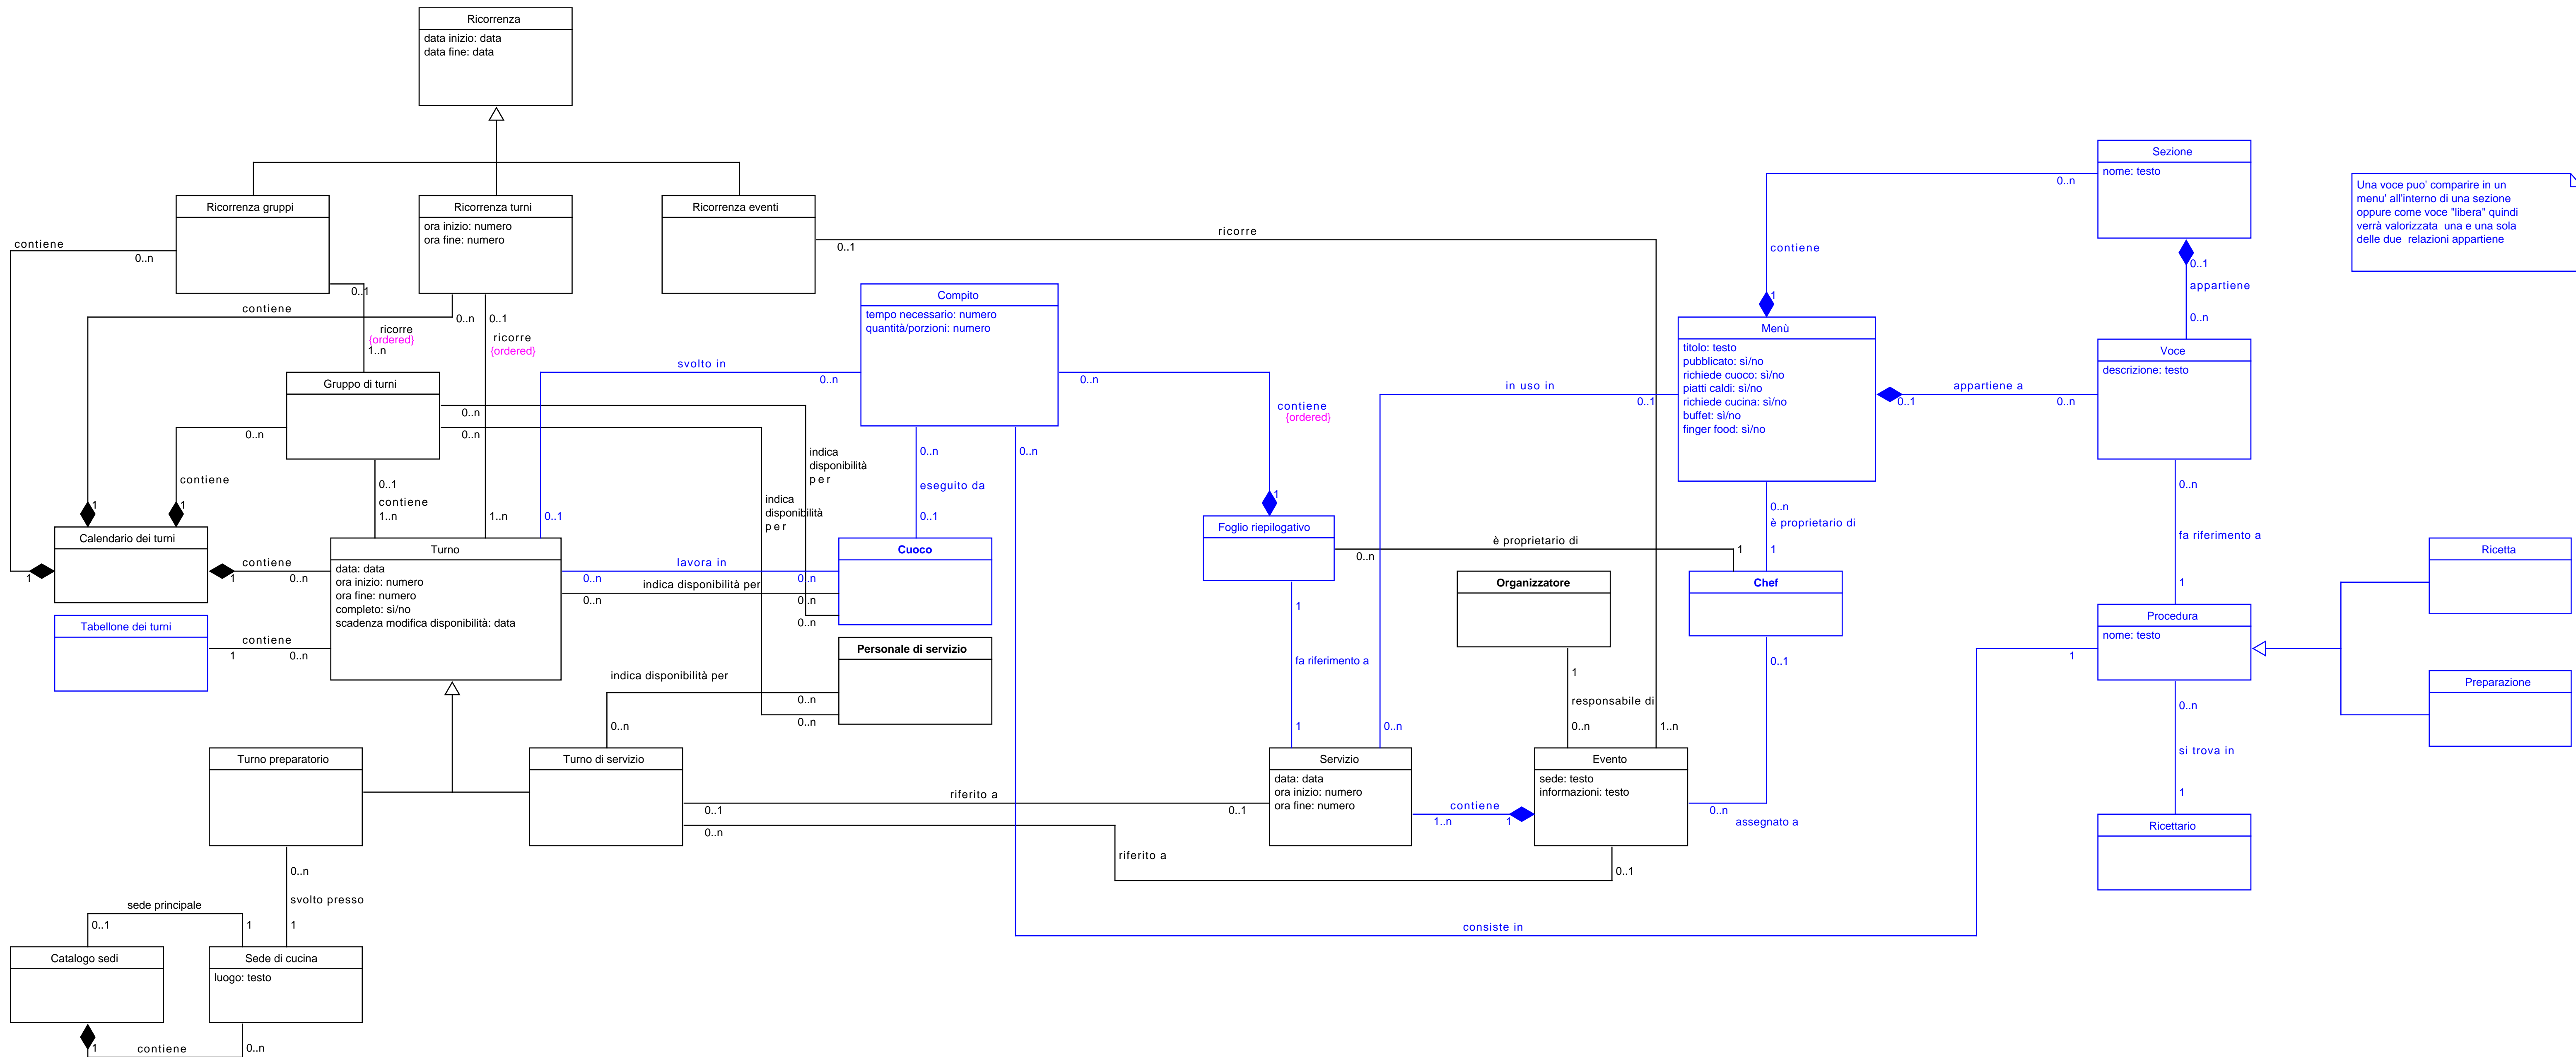 Ricorrenza
data inizio: data
data fine: data
Ricorrenza gruppi
Ricorrenza turni
ora inizio: numero
ora fine: numero
Ricorrenza eventi
ricorre
0..1
contiene
0..n
0..1
contiene
0..n
0..1
ricorre
{ordered}
1..n
ricorre
{ordered}
Sezione
nome: testo
0..n
Una voce puo' comparire in un
menu' all'interno di una sezione
oppure come voce "libera" quindi
verrà valorizzata una e una sola
delle due relazioni appartiene
contiene
1
0..1
appartiene
0..n
Compito
tempo necessario: numero
quantità/porzioni: numero
svolto in
0..n
0..n
contiene
{ordered}
1
Menù
titolo: testo
pubblicato: sì/no
richiede cuoco: sì/no
piatti caldi: sì/no
richiede cucina: sì/no
buffet: sì/no
finger food: sì/no
in uso in
0..1
0..1
appartiene a
0..n
Voce
descrizione: testo
Gruppo di turni
0..n
0..n
0..n
contiene
1
1
0..1
contiene
1..n
1..n
0..1
indica
disponibilità
per
indica
disponibilità
per
0..n
eseguito da
0..1
0..n
0..n
è proprietario di
1
0..n
fa riferimento a
1
Calendario dei turni
1
1
contiene
0..n
Turno
data: data
ora inizio: numero
ora fine: numero
completo: sì/no
scadenza modifica disponibilità: data
lavora in
0..n
0..n
indica disponibilità per
0..n
0..n
0..n
Cuoco
Foglio riepilogativo
è proprietario di
0..n
1
Organizzatore
Chef
Ricetta
Tabellone dei turni
contiene
1
0..n
Personale di servizio
indica disponibilità per
0..n
0..n
0..n
1
fa riferimento a
1
0..n
1
responsabile di
0..n
1..n
0..1
Procedura
nome: testo
1
Preparazione
0..n
si trova in
1
Turno preparatorio
Turno di servizio
riferito a
0..1
0..1
0..n
riferito a
0..1
Servizio
data: data
ora inizio: numero
ora fine: numero
contiene
1..n
1
Evento
sede: testo
informazioni: testo
0..n
assegnato a
Ricettario
0..n
svolto presso
1
sede principale
0..1
1
consiste in
Catalogo sedi
Sede di cucina
luogo: testo
1
contiene
0..n